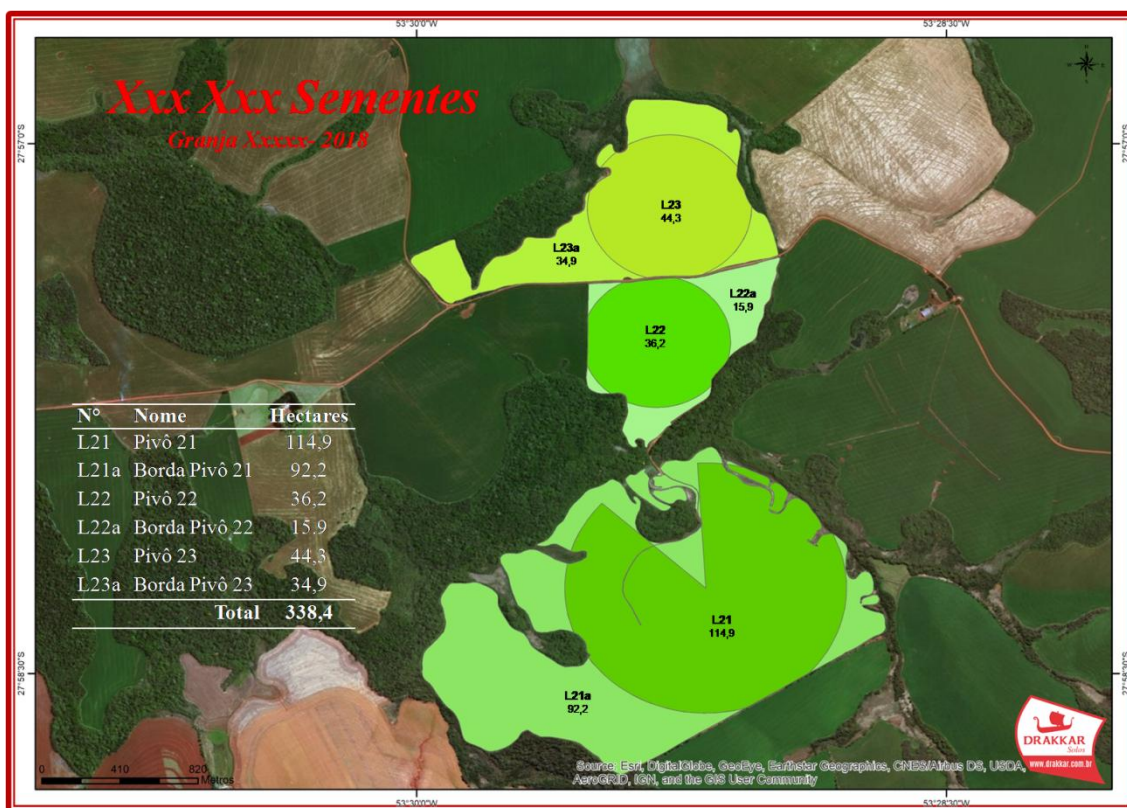 53°30'0"W
53°28'30"W
Xxx Xxx Sementes
Granja Xxxxx- 2018
N
27°57'0"S
27°57'0"S
L23
44,3
L23a
34,9
L22a
15,9
L22
36,2
N° Nome Hectares
L21 Pivô 21 114,9
L21a Borda Pivô 21 92,2
L22 Pivô 22 36,2
L22a Borda Pivô 22 15,9
L23 Pivô 23 44,3
L23a Borda Pivô 23 34,9
Total 338,4
L21
114,9
27°58'30"S
27°58'30"S
L21a
92,2
DRAKKAR
Solos
www.drakkar.com.br
0 410 820
Metros
Source: Esri, DigitalGlobe, GeoEye, Earthstar Geographics, CNES/Airbus DS, USDA,
AeroGRID, IGN, and the GIS User Community
53°30'0"W
53°28'30"W